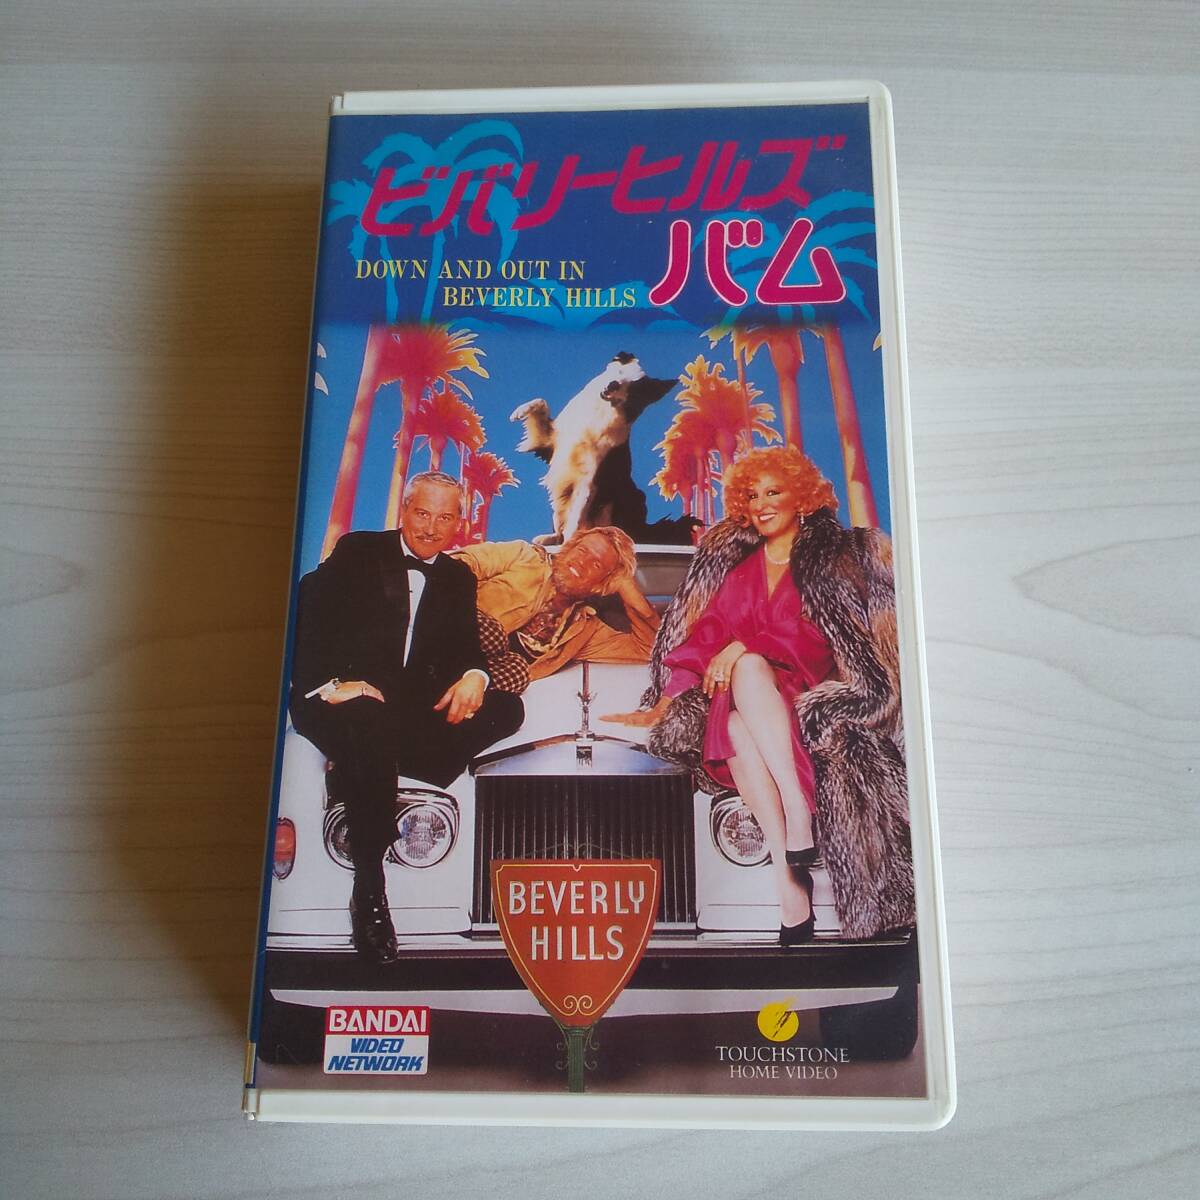 ビバリーヒルズ
バム
DOWN AND OUT IN
BEVERLY HILLS
BEVERLY
HILLS
BANDAI
VIDEO
NETWORK
TOUCHSTONE
HOME VIDEO